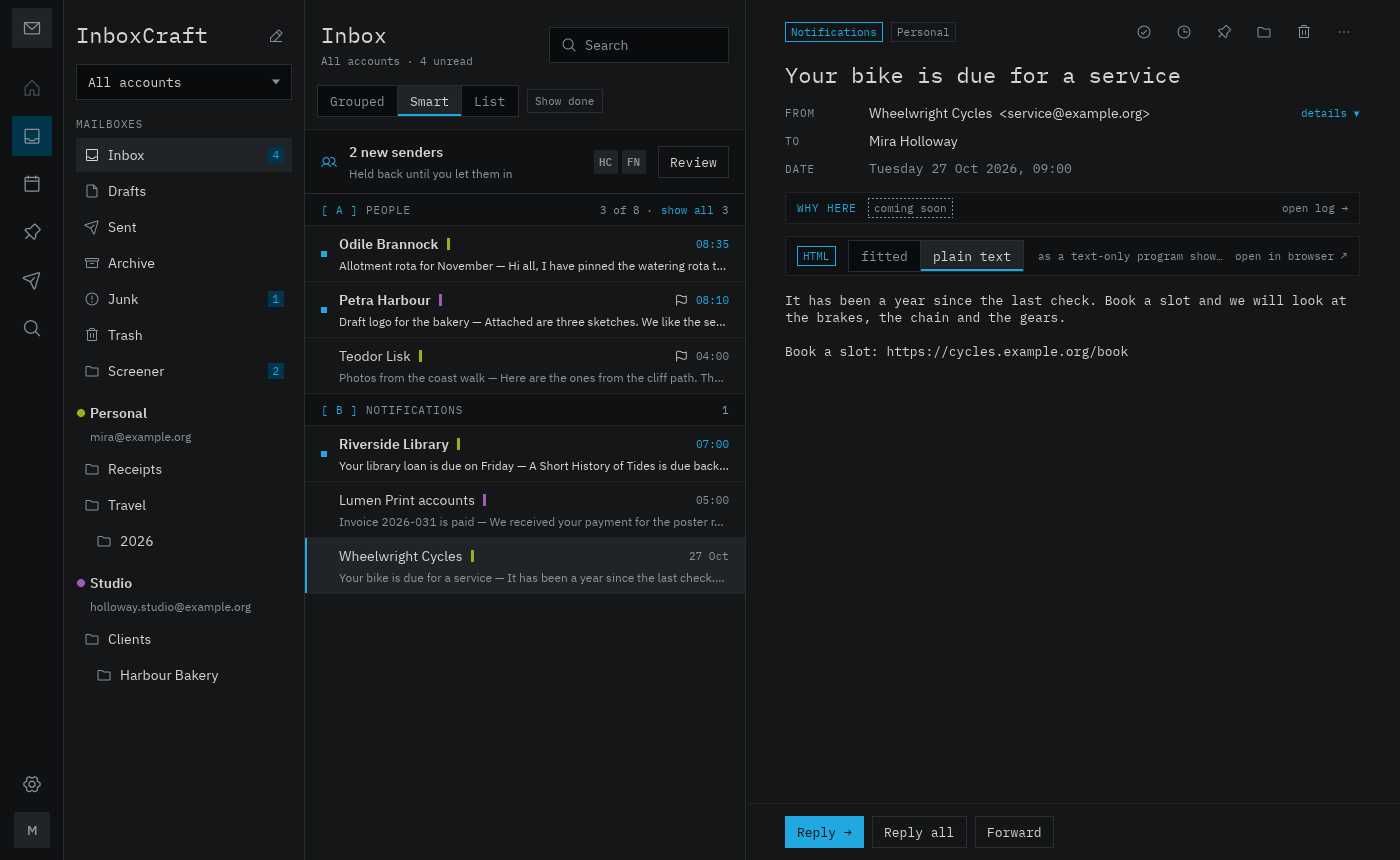 InboxCraft
All accounts
MAILBOXES
Inbox 4
Drafts
Sent
Archive
Junk 1
Trash
Screener 2
Personal
mira@example.org
Receipts
Travel
2026
Studio
holloway.studio@example.org
Clients
Harbour Bakery
M
Inbox
All accounts · 4 unread
Search
Grouped Smart List Show done
2 new senders
Held back until you let them in
HC FN Review
[ A ] PEOPLE 3 of 8 · show all 3
Odile Brannock 08:35
Allotment rota for November — Hi all, I have pinned the watering rota t…
Petra Harbour 08:10
Draft logo for the bakery — Attached are three sketches. We like the se…
Teodor Lisk 04:00
Photos from the coast walk — Here are the ones from the cliff path. Th…
[ B ] NOTIFICATIONS 1
Riverside Library 07:00
Your library loan is due on Friday — A Short History of Tides is due back…
Lumen Print accounts 05:00
Invoice 2026-031 is paid — We received your payment for the poster r…
Wheelwright Cycles 27 Oct
Your bike is due for a service — It has been a year since the last check.…
Notifications Personal
Your bike is due for a service
FROM Wheelwright Cycles <service@example.org> details ▾
TO Mira Holloway
DATE Tuesday 27 Oct 2026, 09:00
WHY HERE coming soon open log →
HTML fitted plain text as a text-only program show… open in browser ↗
It has been a year since the last check. Book a slot and we will look at
the brakes, the chain and the gears.
Book a slot: https://cycles.example.org/book
Reply → Reply all Forward